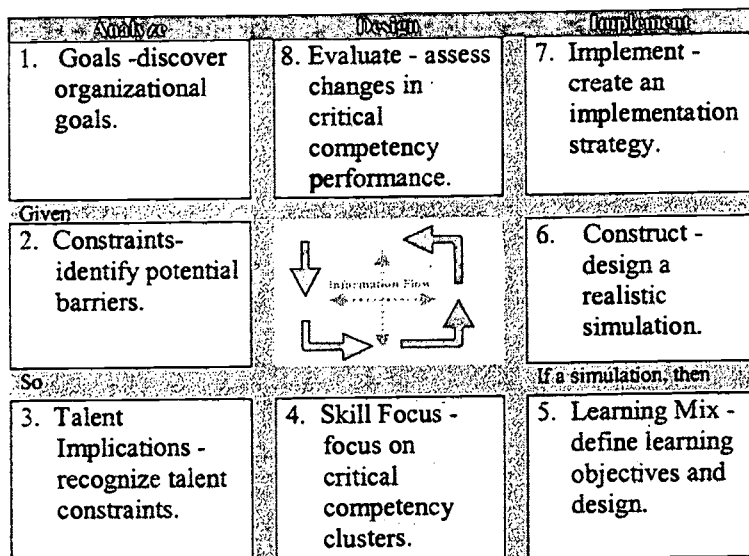 Analyze
Design
Implement
1. Goals -discover
organizational
goals.
8. Evaluate - assess
changes in
critical
competency
performance.
7. Implement -
create an
implementation
strategy.
Given
2. Constraints-
identify potential
barriers.
Information Flow
6. Construct -
design a
realistic
simulation.
So
If a simulation, then
3. Talent
Implications -
recognize talent
constraints.
4. Skill Focus -
focus on
critical
competency
clusters.
5. Learning Mix -
define learning
objectives and
design.